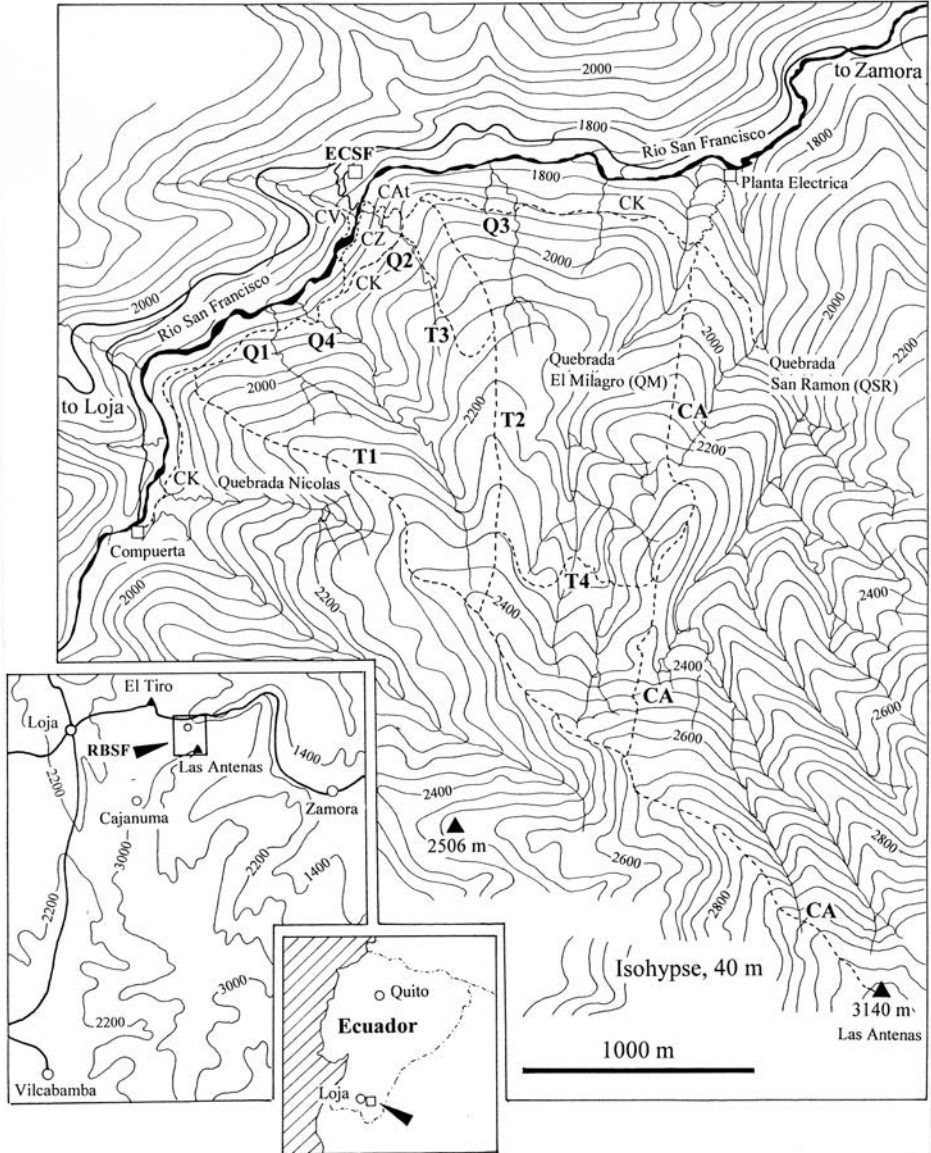 2000
to Zamora
1800
Rio San Francisco
1800
ECSF
1800
Planta Electrica
CAt
CK
CV
Q3
CZ
Q2
2000
2000
CK
Rio San Francisco
2000
T3
Q1
Q4
2000
2200
Quebrada
El Milagro (QM)
Quebrada
San Ramon (QSR)
2000
2200
to Loja
T2
CA
2200
T1
CK
Quebrada Nicolas
Compuerta
2000
2200
T4
2400
2400
2400
CA
2600
2600
2400
2506 m
2600
2800
2800
CA
Isohypse, 40 m
3140 m
Las Antenas
1000 m
El Tiro
Loja
RBSF
Las Antenas
1400
2200
Zamora
Cajanuma
3000
2200
1400
2200
3000
2200
Vilcabamba
Quito
Ecuador
Loja